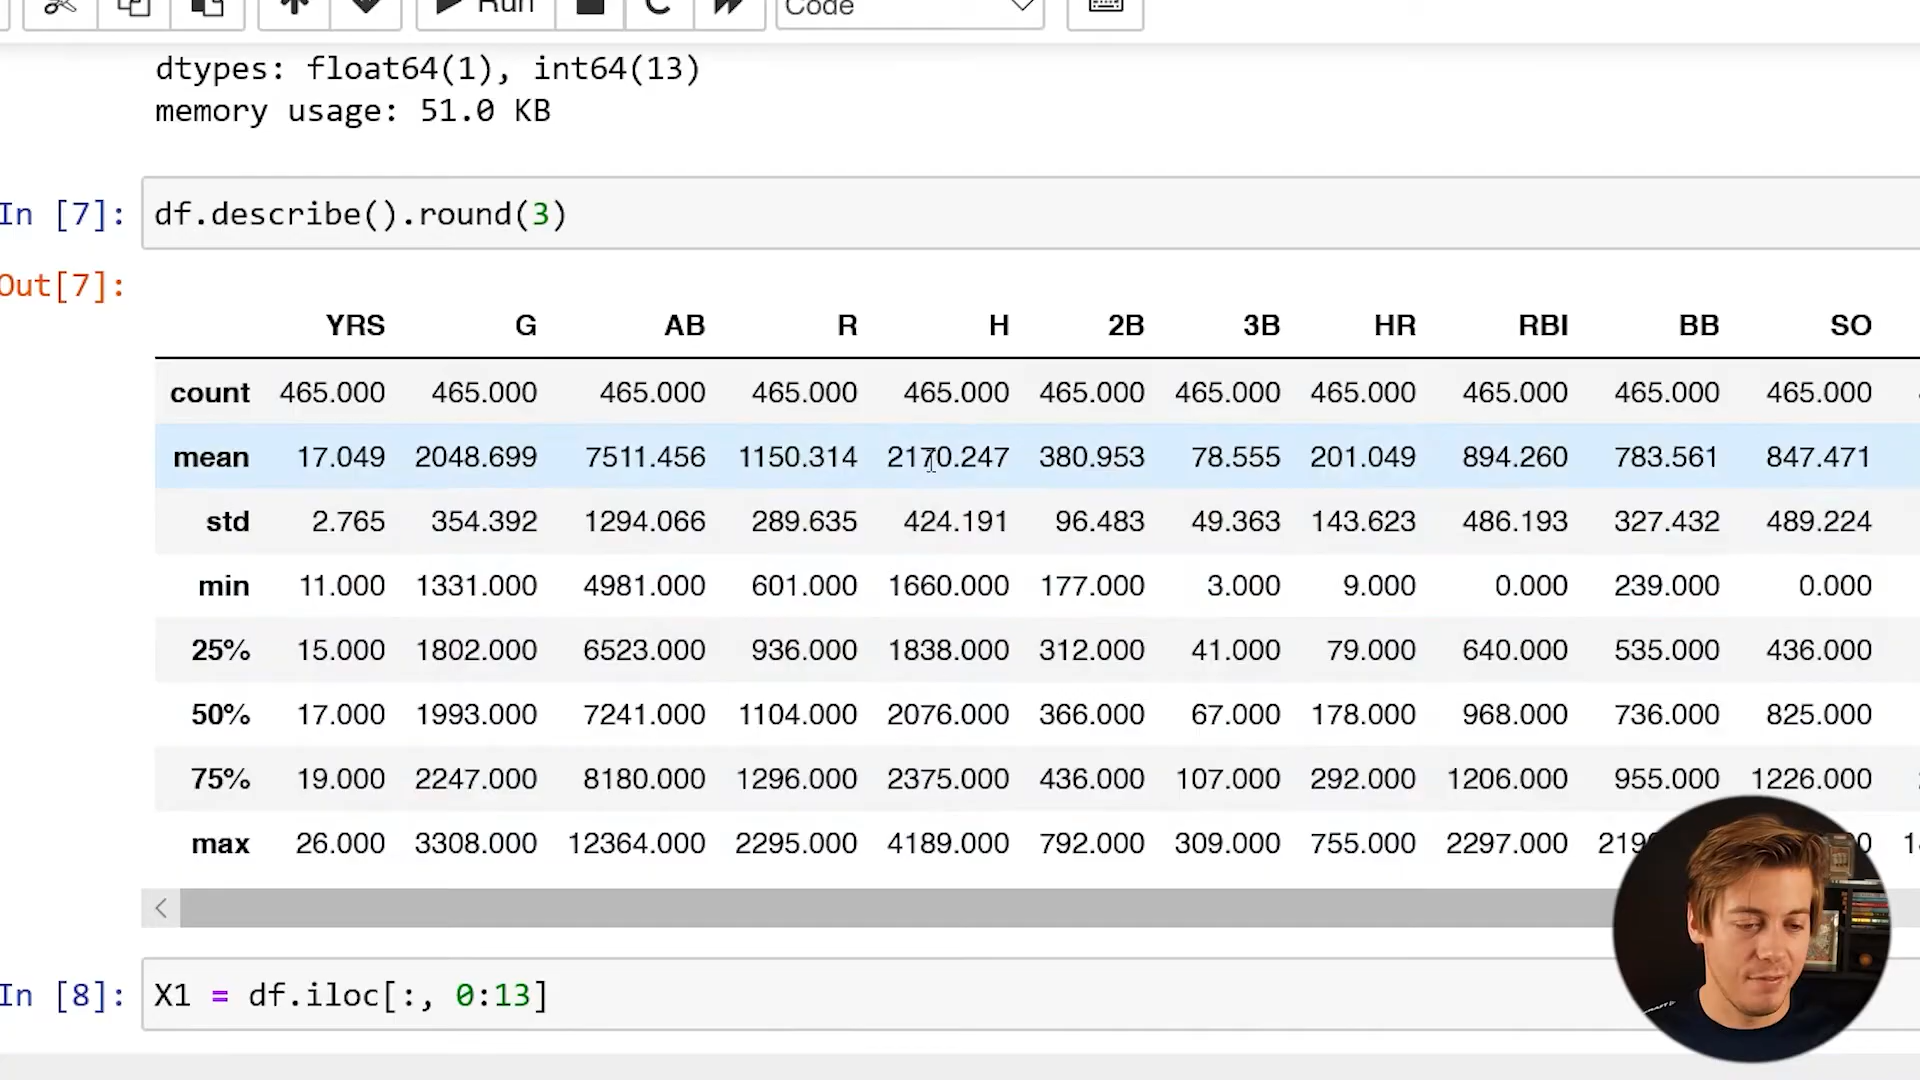 Run
Code
dtypes: float64(1), int64(13)
memory usage: 51.0 KB
In [7]: df.describe().round(3)
Out[7]:
YRS G AB R H 2B 3B HR RBI BB SO
count 465.000 465.000 465.000 465.000 465.000 465.000 465.000 465.000 465.000 465.000 465.000
mean 17.049 2048.699 7511.456 1150.314 2170.247 380.953 78.555 201.049 894.260 783.561 847.471
std 2.765 354.392 1294.066 289.635 424.191 96.483 49.363 143.623 486.193 327.432 489.224
min 11.000 1331.000 4981.000 601.000 1660.000 177.000 3.000 9.000 0.000 239.000 0.000
25% 15.000 1802.000 6523.000 936.000 1838.000 312.000 41.000 79.000 640.000 535.000 436.000
50% 17.000 1993.000 7241.000 1104.000 2076.000 366.000 67.000 178.000 968.000 736.000 825.000
75% 19.000 2247.000 8180.000 1296.000 2375.000 436.000 107.000 292.000 1206.000 955.000 1226.000
max 26.000 3308.000 12364.000 2295.000 4189.000 792.000 309.000 755.000 2297.000
In [8]: X1 = df.iloc[:, 0:13]